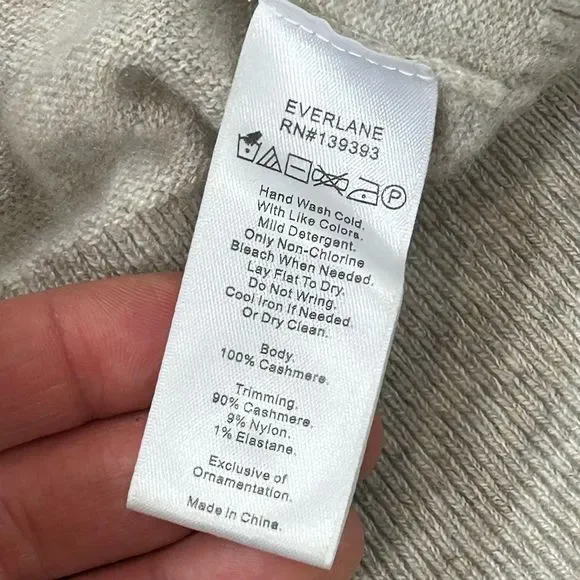 EVERLANE
RN#139393
P
Hand Wash Cold.
With Like Colors.
Mild Detergent.
Only Non-Chlorine
Bleach When Needed.
Lay Flat To Dry.
Do Not Wring.
Cool Iron If Needed.
Or Dry Clean.
Body.
100% Cashmere.
Trimming.
90% Cashmere.
9% Nylon.
1% Elastane.
Exclusive of
Ornamentation.
Made in China.